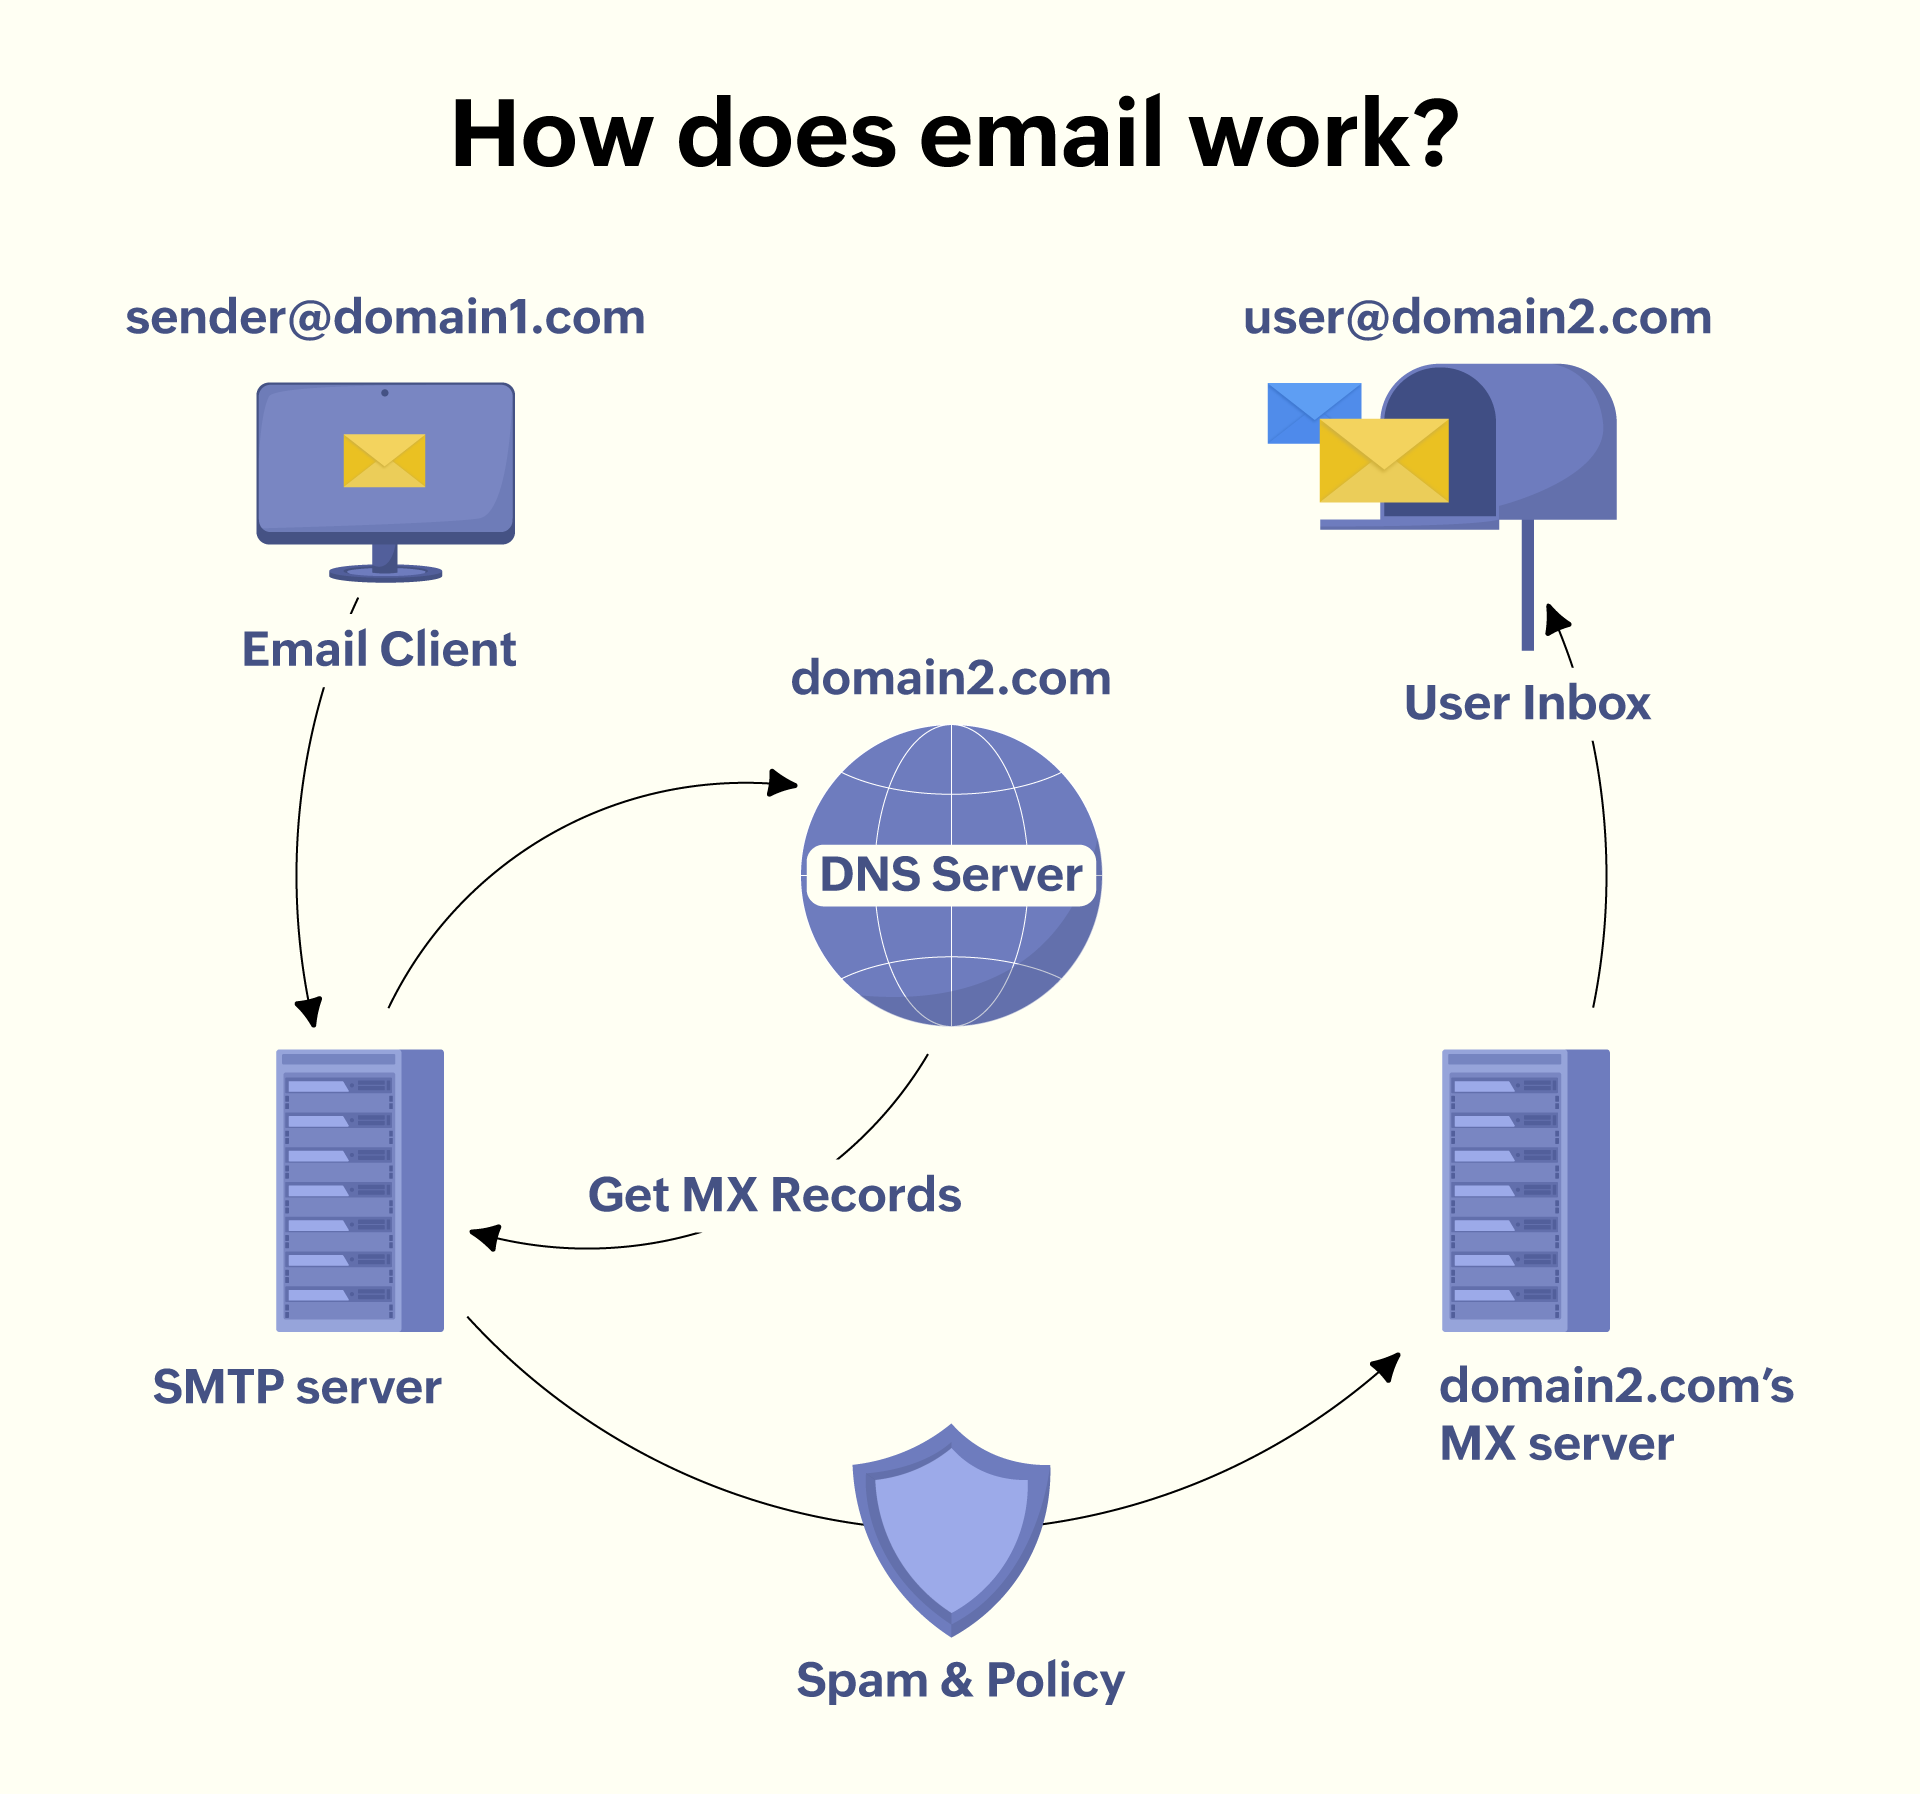 How does email work?
sender@domain1.com
user@domain2.com
Email Client
domain2.com
User Inbox
DNS Server
Get MX Records
SMTP server
domain2.com’s
MX server
Spam & Policy